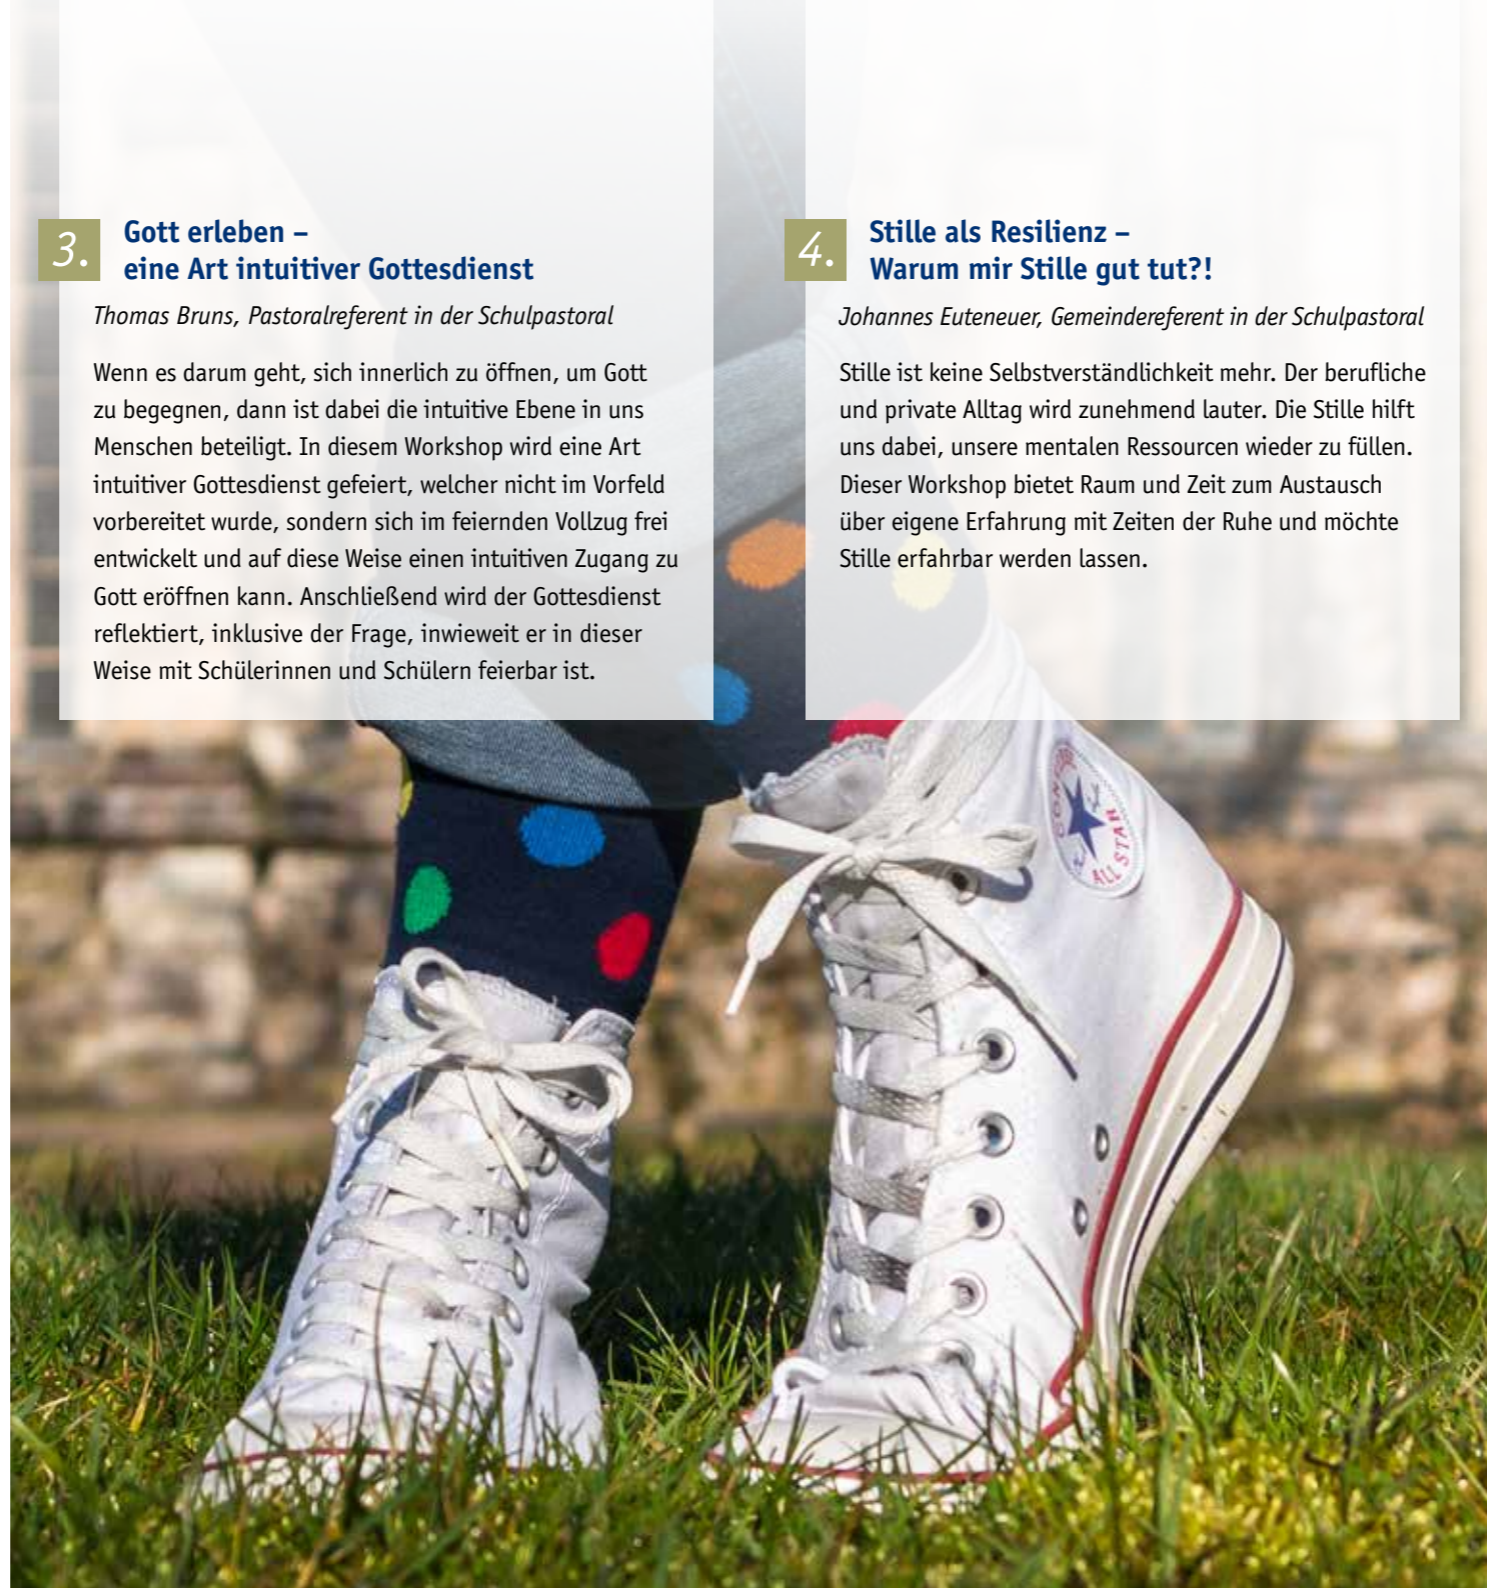 3.
Gott erleben –
eine Art intuitiver Gottesdienst
Thomas Bruns, Pastoralreferent in der Schulpastoral
Wenn es darum geht, sich innerlich zu öffnen, um Gott
zu begegnen, dann ist dabei die intuitive Ebene in uns
Menschen beteiligt. In diesem Workshop wird eine Art
intuitiver Gottesdienst gefeiert, welcher nicht im Vorfeld
vorbereitet wurde, sondern sich im feiernden Vollzug frei
entwickelt und auf diese Weise einen intuitiven Zugang zu
Gott eröffnen kann. Anschließend wird der Gottesdienst
reflektiert, inklusive der Frage, inwieweit er in dieser
Weise mit Schülerinnen und Schülern feierbar ist.
4.
Stille als Resilienz –
Warum mir Stille gut tut?!
Johannes Euteneuer, Gemeindereferent in der Schulpastoral
Stille ist keine Selbstverständlichkeit mehr. Der berufliche
und private Alltag wird zunehmend lauter. Die Stille hilft
uns dabei, unsere mentalen Ressourcen wieder zu füllen.
Dieser Workshop bietet Raum und Zeit zum Austausch
über eigene Erfahrung mit Zeiten der Ruhe und möchte
Stille erfahrbar werden lassen.
ALL STAR